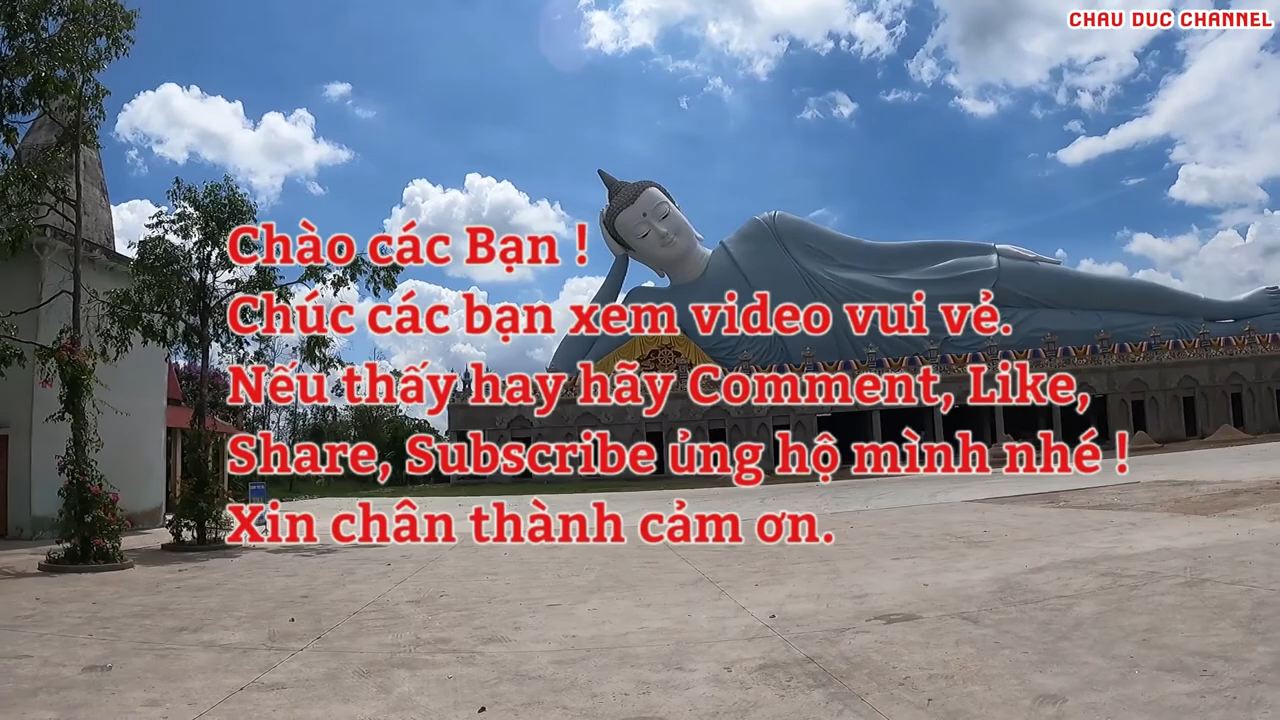 CHAU DUC CHANNEL
Chào các Bạn !
Chúc các bạn xem video vui vẻ.
Nếu thấy hay hãy Comment, Like,
Share, Subscribe ủng hộ mình nhé !
Xin chân thành cảm ơn.